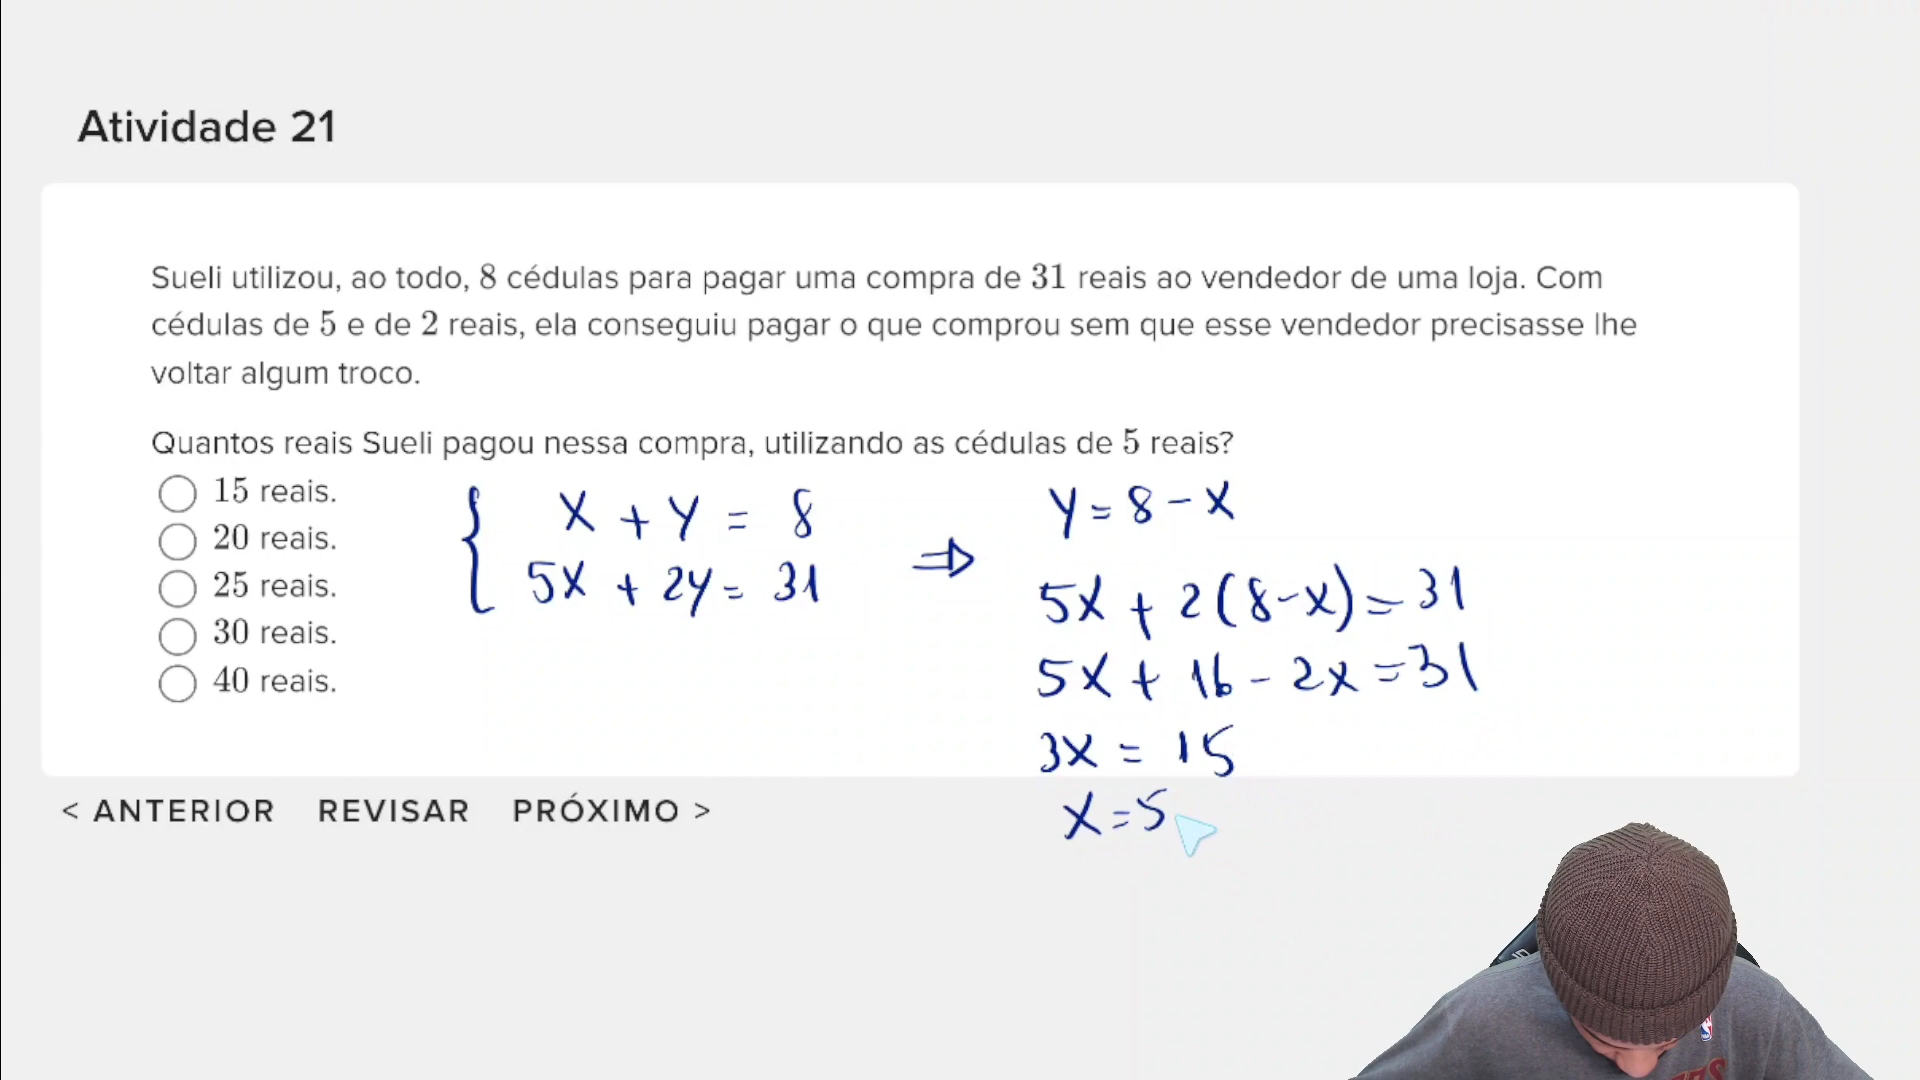 Atividade 21
Sueli utilizou, ao todo, 8 cédulas para pagar uma compra de 31 reais ao vendedor de uma loja. Com
cédulas de 5 e de 2 reais, ela conseguiu pagar o que comprou sem que esse vendedor precisasse lhe
voltar algum troco.
Quantos reais Sueli pagou nessa compra, utilizando as cédulas de 5 reais?
15 reais.
20 reais.
25 reais.
30 reais.
40 reais.
x + y = 8
5x + 2y = 31
⇒
y = 8 - x
5x + 2(8-x) = 31
5x + 16 - 2x = 31
3x = 15
x = 5
< ANTERIOR REVISAR PRÓXIMO >